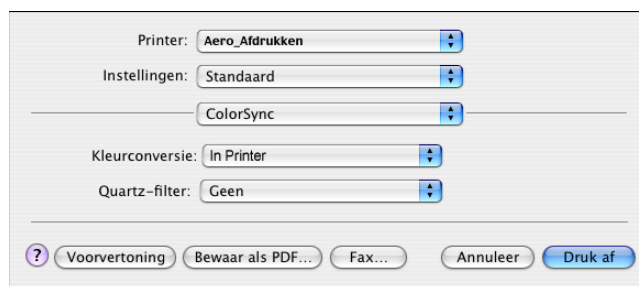 Printer: Aero_Afdrukken
Instellingen: Standaard
ColorSync
Kleurconversie: In Printer
Quartz-filter: Geen
? Voorvertoning Bewaar als PDF... Fax... Annuleer Druk af